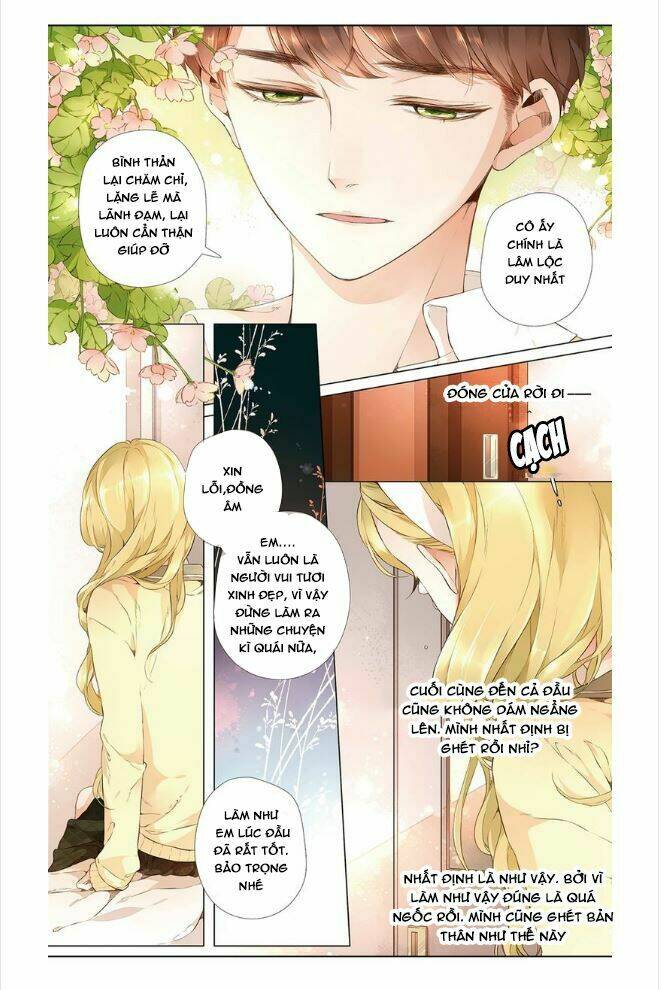 BÌNH THẢN
LẠI CHĂM CHỈ,
LẶNG LẼ MÀ
LÃNH ĐẠM, LẠI
LUÔN CẨN THẬN
GIÚP ĐỠ
CÔ ẤY
CHÍNH LÀ
LÂM LỘC
DUY NHẤT
XIN
LỖI,ĐỒNG
ÂM
EM....
VẪN LUÔN LÀ
NGƯỜI VUI TƯƠI
XINH ĐẸP, VÌ VẬY
ĐỪNG LÀM RA
NHỮNG CHUYỆN
KÌ QUÁI NỮA,
LÀM NHƯ
EM LÚC ĐẦU
ĐÃ RẤT TỐT.
BẢO TRỌNG
NHÉ
ĐÓNG CỬA RỜI ĐI ——
CẠCH
CUỐI CÙNG ĐẾN CẢ ĐẦU
CŨNG KHÔNG DÁM NGẨNG
LÊN. MÌNH NHẤT ĐỊNH BỊ
GHÉT RỒI NHỈ?
NHẤT ĐỊNH LÀ NHƯ VẬY. BỞI VÌ
LÀM NHƯ VẬY ĐÚNG LÀ QUÁ
NGỐC RỒI. MÌNH CŨNG GHÉT BẢN
THÂN NHƯ THẾ NÀY